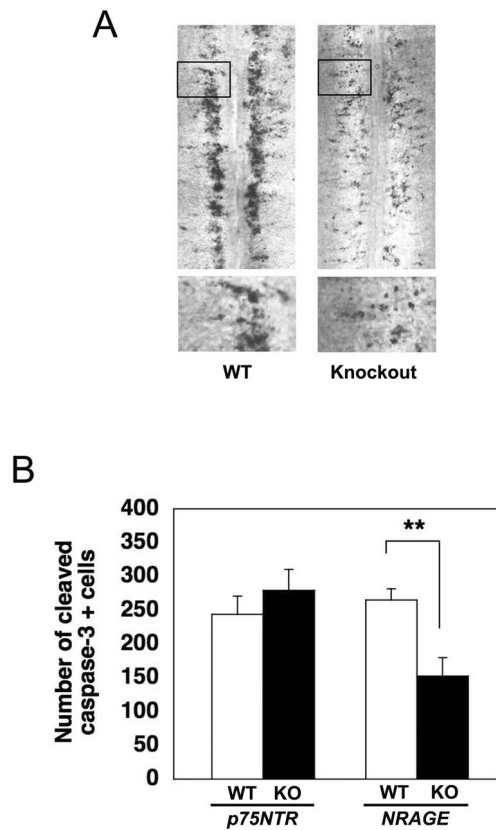 A
WT Knockout
B
Number of cleaved
caspase-3 + cells
400
350
300
250
200
150
100
50
0
**
WT KO WT KO
p75NTR NRAGE